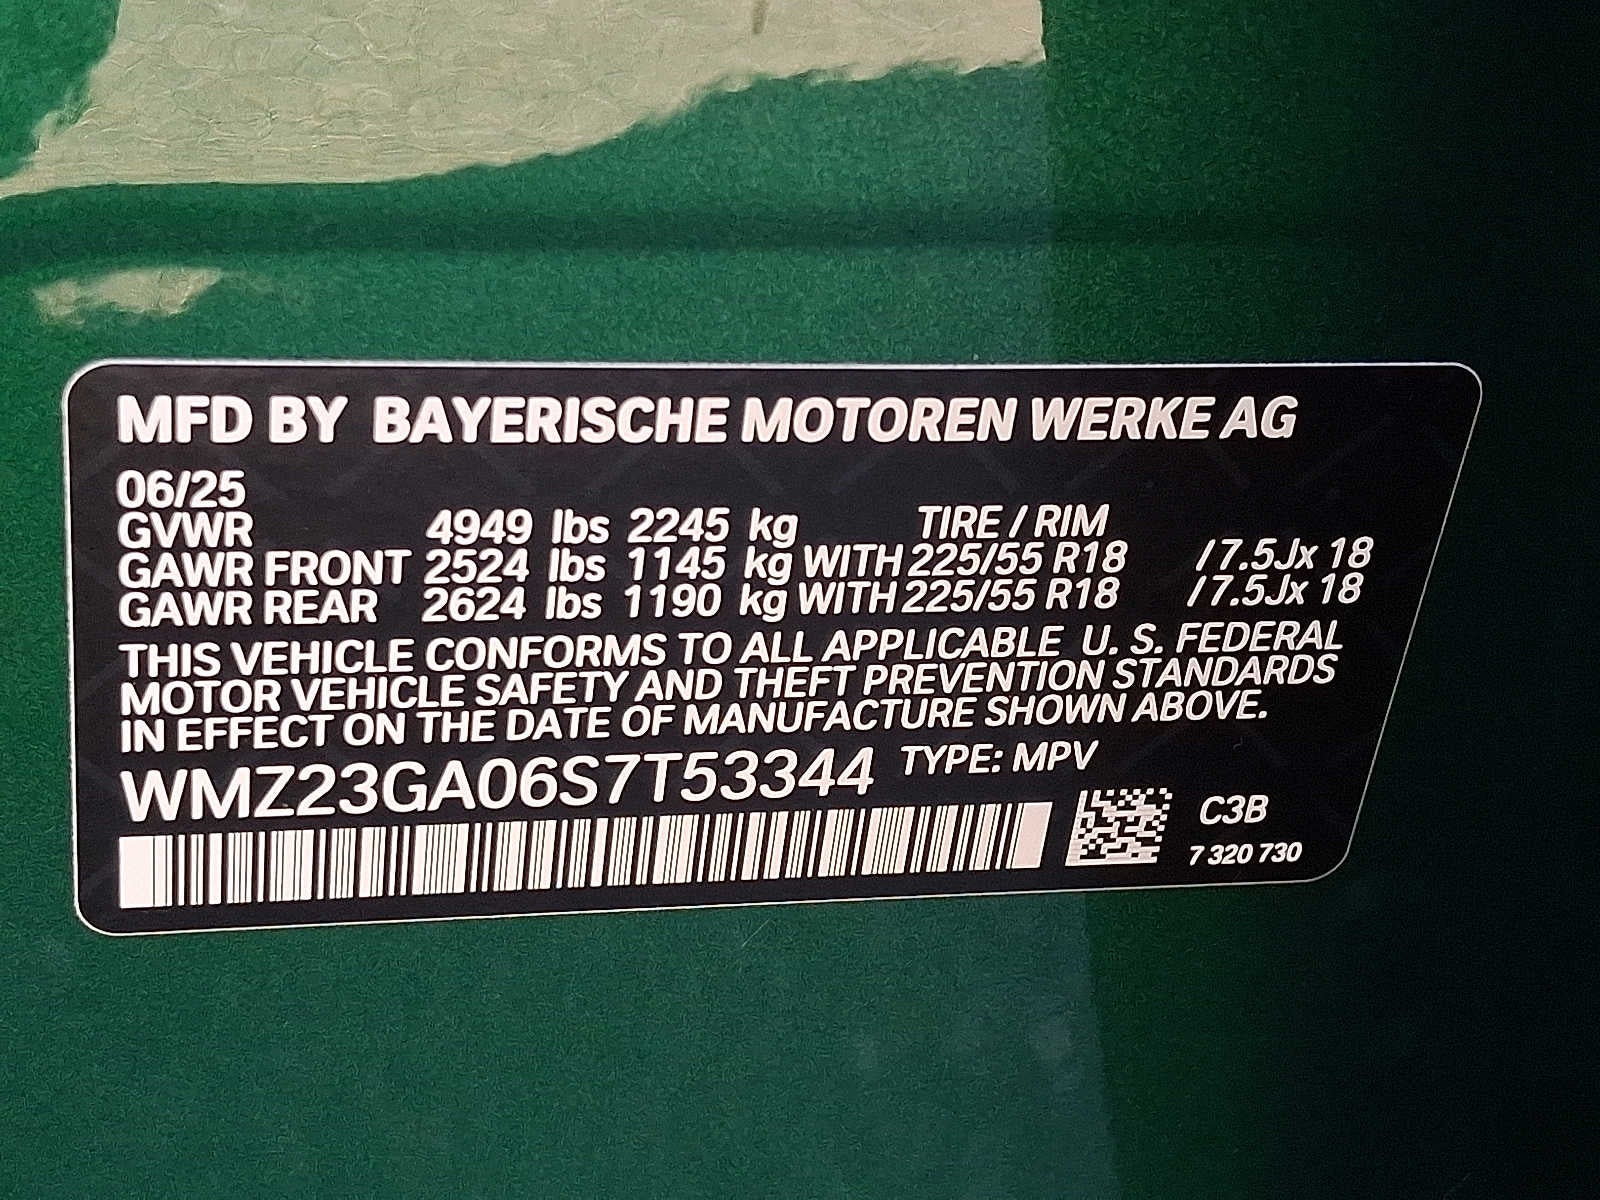 MFD BY BAYERISCHE MOTOREN WERKE AG
06/25
GVWR 4949 lbs 2245 kg TIRE / RIM
GAWR FRONT 2524 lbs 1145 kg WITH 225/55 R18 /7.5Jx 18
GAWR REAR 2624 lbs 1190 kg WITH 225/55 R18 /7.5Jx 18
THIS VEHICLE CONFORMS TO ALL APPLICABLE U. S. FEDERAL
MOTOR VEHICLE SAFETY AND THEFT PREVENTION STANDARDS
IN EFFECT ON THE DATE OF MANUFACTURE SHOWN ABOVE.
WMZ23GA06S7T53344 TYPE: MPV
C3B
7 320 730